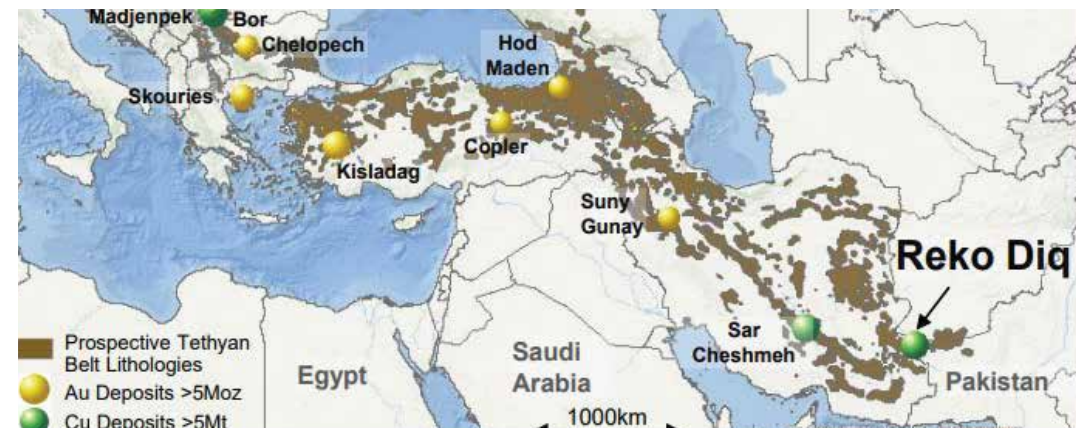 Madjenpek
Bor
Chelopech
Hod
Maden
Skouries
Copler
Kisladag
Suny
Gunay
Reko Diq
Sar
Cheshmeh
Prospective Tethyan
Belt Lithologies
Au Deposits >5Moz
Cu Deposits >5Mt
Egypt
Saudi
Arabia
Pakistan
1000km